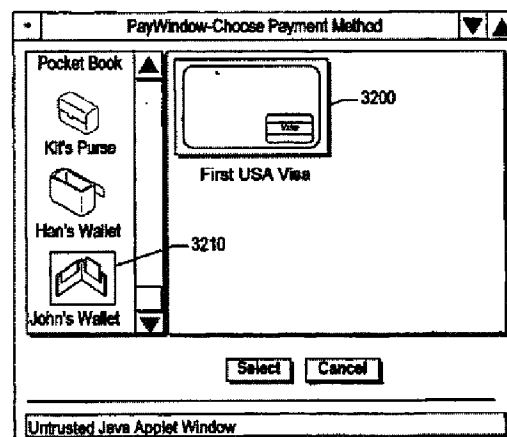 PayWindow-Choose Payment Method
Pocket Book
Kit's Purse
Han's Wallet
John's Wallet
3200
Visa
First USA Visa
3210
Select
Cancel
Untrusted Java Applet Window